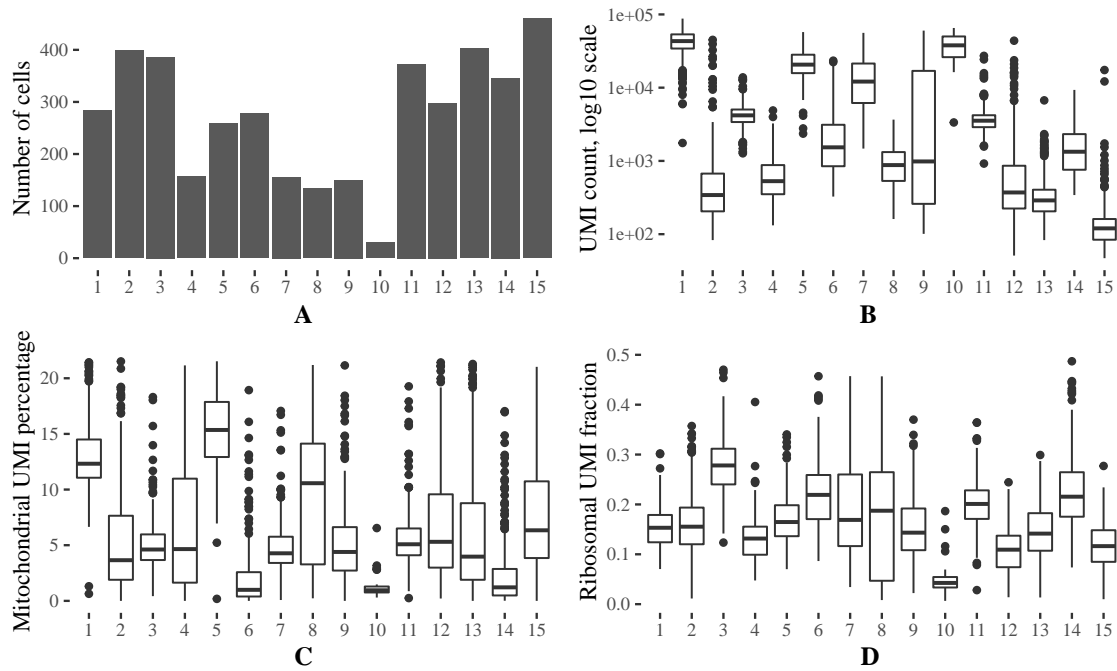 Number of cells
400
300
200
100
0
1 2 3 4 5 6 7 8 9 10 11 12 13 14 15
A
UMI count, log10 scale
1e+05
1e+04
1e+03
1e+02
1 2 3 4 5 6 7 8 9 10 11 12 13 14 15
B
Mitochondrial UMI percentage
20
15
10
5
0
1 2 3 4 5 6 7 8 9 10 11 12 13 14 15
C
Ribosomal UMI fraction
0.5
0.4
0.3
0.2
0.1
0.0
1 2 3 4 5 6 7 8 9 10 11 12 13 14 15
D